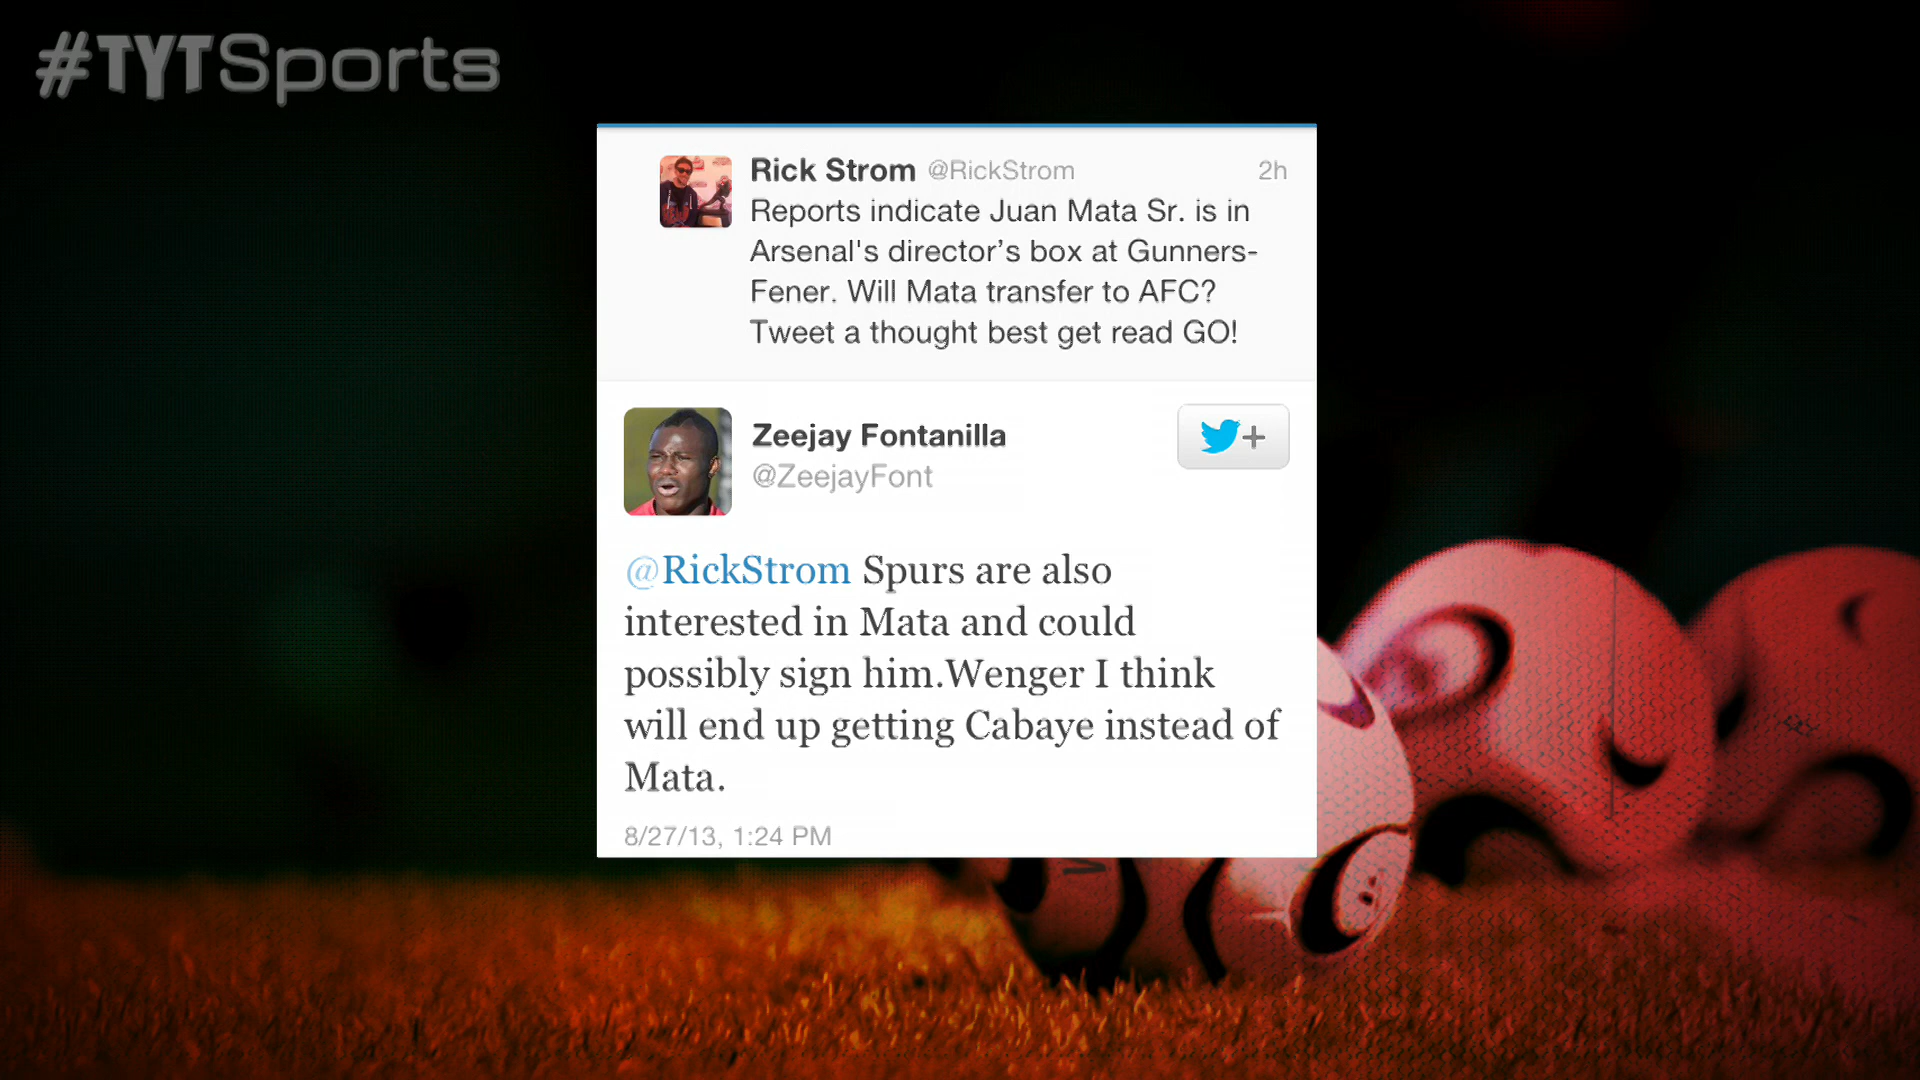 #TYTSports
Rick Strom @RickStrom 2h
Reports indicate Juan Mata Sr. is in
Arsenal's director’s box at Gunners-
Fener. Will Mata transfer to AFC?
Tweet a thought best get read GO!
Zeejay Fontanilla
@ZeejayFont
@RickStrom Spurs are also
interested in Mata and could
possibly sign him.Wenger I think
will end up getting Cabaye instead of
Mata.
8/27/13, 1:24 PM